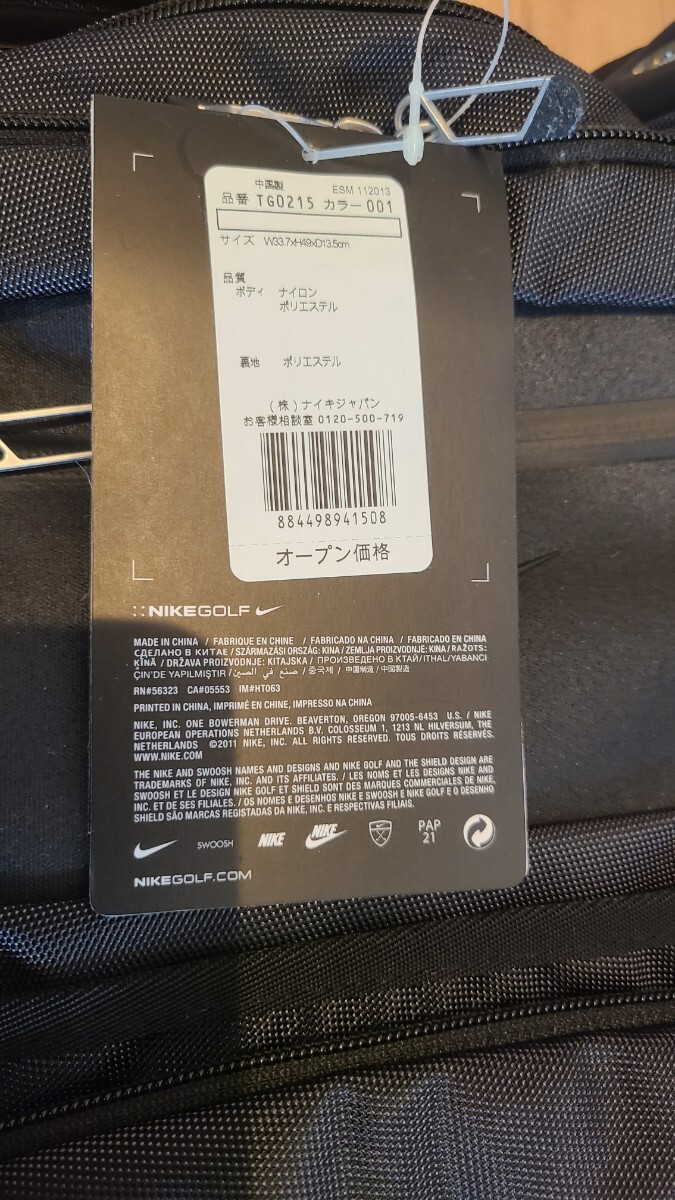 中国製 ESM 112013
品番 TG0215 カラー 001
サイズ W33.7xH49xD13.5cm
品質
ボディ ナイロン
ポリエステル
裏地 ポリエステル
(株)ナイキジャパン
お客様相談室 0120-500-719
884498941508
オープン価格
NIKEGOLF
MADE IN CHINA / FABRIQUE EN CHINE / FABRICADO NA CHINA / FABRICADO EN CHINA
СДЕЛАНО В КИТАЕ / SZÁRMAZÁSI ORSZÁG: KINA / ZEMLJA PROIZVODNJE: KINA / RAŽOTS:
ĶĪNĀ / DRŽAVA PROIZVODNJE: KITAJSKA / ПРОИЗВЕДЕНО В КТАЙ / ITHAL/YABANCI
ÇIN'DE YAPILMIŞTIR / صنع في الصين / 중국제 / 中国制造 / 中國製造
RN#56323 CA#05553 IM#HT063
PRINTED IN CHINA, IMPRIMÉ EN CHINE, IMPRESSO NA CHINA
NIKE, INC. ONE BOWERMAN DRIVE. BEAVERTON, OREGON 97005-6453 U.S. / NIKE
EUROPEAN OPERATIONS NETHERLANDS B.V. COLOSSEUM 1, 1213 NL HILVERSUM, THE
NETHERLANDS ©2011 NIKE, INC. ALL RIGHTS RESERVED. TOUS DROITS RÉSERVÉS.
WWW.NIKE.COM
THE NIKE AND SWOOSH NAMES AND DESIGNS AND NIKE GOLF AND THE SHIELD DESIGN ARE
TRADEMARKS OF NIKE, INC. AND ITS AFFILIATES. / LES NOMS ET LES DESIGNS NIKE AND
SWOOSH ET LE DESIGN NIKE GOLF ET SHIELD SONT DES MARQUES COMMERCIALES DE NIKE,
INC. ET DE SES FILIALES. / OS NOMES E DESENHOS NIKE E SWOOSH E NIKE GOLF E O DESENHO
SHIELD SÃO MARCAS REGISTADAS DA NIKE, INC. E RESPECTIVAS FILIAIS.
SWOOSH NIKE NIKE PAP
21
NIKEGOLF.COM